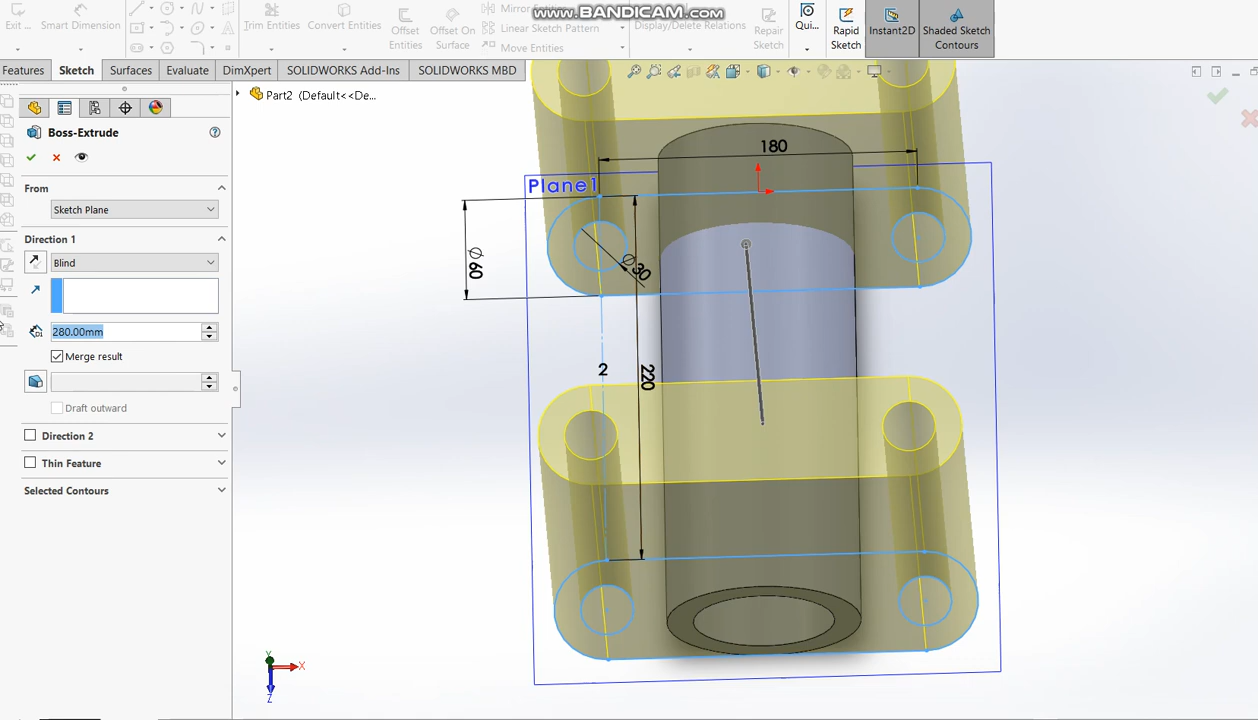 www.BANDICAM.com
Exit ...
Smart Dimension
Trim Entities
Convert Entities
Offset Entities
Offset On Surface
Mirror Entities
Linear Sketch Pattern
Move Entities
Display/Delete Relations
Repair Sketch
Qui...
Rapid Sketch
Instant2D
Shaded Sketch Contours
Features
Sketch
Surfaces
Evaluate
DimXpert
SOLIDWORKS Add-Ins
SOLIDWORKS MBD
Part2 (Default<<De...
Boss-Extrude
From
Sketch Plane
Direction 1
Blind
280.00mm
Merge result
Draft outward
Direction 2
Thin Feature
Selected Contours
Plane1
180
Ø 60
Ø30
2
220
Y
X
Z